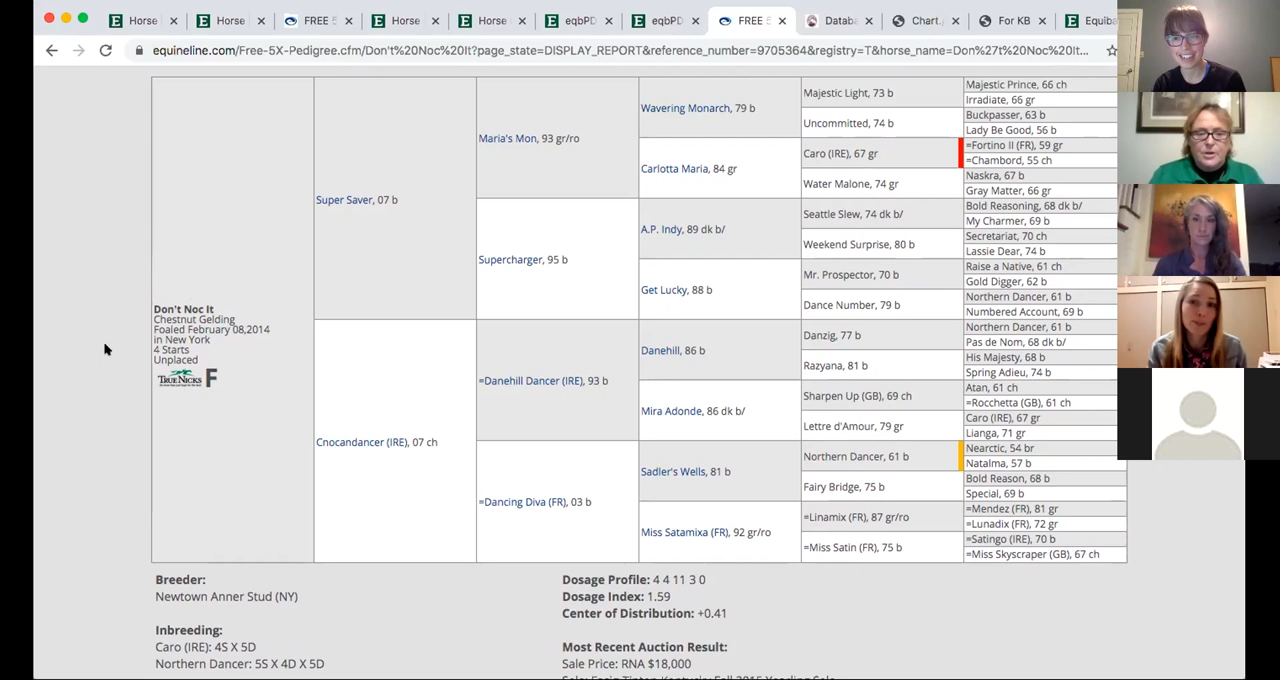 Horse
Horse
FREE 5
Horse
Horse
eqbPD
eqbPD
FREE 5
Datab
Chart.
For KB
Equiba
equineline.com/Free-5X-Pedigree.cfm/Don't%20Noc%20It?page_state=DISPLAY_REPORT&reference_number=9705364&registry=T&horse_name=Don%27t%20Noc%20It...
Don't Noc It
Chestnut Gelding
Foaled February 08,2014
in New York
4 Starts
Unplaced
TRUENICKS F
Super Saver, 07 b
Cnocandancer (IRE), 07 ch
Maria's Mon, 93 gr/ro
Supercharger, 95 b
=Danehill Dancer (IRE), 93 b
=Dancing Diva (FR), 03 b
Wavering Monarch, 79 b
Carlotta Maria, 84 gr
A.P. Indy, 89 dk b/
Get Lucky, 88 b
Danehill, 86 b
Mira Adonde, 86 dk b/
Sadler's Wells, 81 b
Miss Satamixa (FR), 92 gr/ro
Majestic Light, 73 b
Uncommitted, 74 b
Caro (IRE), 67 gr
Water Malone, 74 gr
Seattle Slew, 74 dk b/
Weekend Surprise, 80 b
Mr. Prospector, 70 b
Dance Number, 79 b
Danzig, 77 b
Razyana, 81 b
Sharpen Up (GB), 69 ch
Lettre d'Amour, 79 gr
Northern Dancer, 61 b
Fairy Bridge, 75 b
=Linamix (FR), 87 gr/ro
=Miss Satin (FR), 75 b
Majestic Prince, 66 ch
Irradiate, 66 gr
Buckpasser, 63 b
Lady Be Good, 56 b
=Fortino II (FR), 59 gr
=Chambord, 55 ch
Naskra, 67 b
Gray Matter, 66 gr
Bold Reasoning, 68 dk b/
My Charmer, 69 b
Secretariat, 70 ch
Lassie Dear, 74 b
Raise a Native, 61 ch
Gold Digger, 62 b
Northern Dancer, 61 b
Numbered Account, 69 b
Northern Dancer, 61 b
Pas de Nom, 68 dk b/
His Majesty, 68 b
Spring Adieu, 74 b
Atan, 61 ch
=Rocchetta (GB), 61 ch
Caro (IRE), 67 gr
Lianga, 71 gr
Nearctic, 54 br
Natalma, 57 b
Bold Reason, 68 b
Special, 69 b
=Mendez (FR), 81 gr
=Lunadix (FR), 72 gr
=Satingo (IRE), 70 b
=Miss Skyscraper (GB), 67 ch
Breeder:
Newtown Anner Stud (NY)
Inbreeding:
Caro (IRE): 4S X 5D
Northern Dancer: 5S X 4D X 5D
Dosage Profile: 4 4 11 3 0
Dosage Index: 1.59
Center of Distribution: +0.41
Most Recent Auction Result:
Sale Price: RNA $18,000